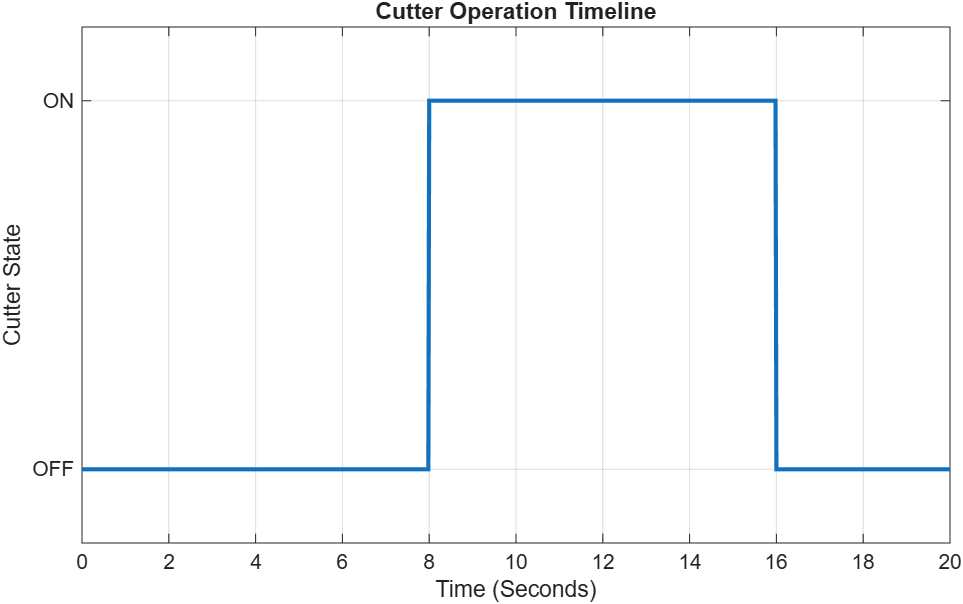 Cutter Operation Timeline
ON
OFF
Cutter State
0 2 4 6 8 10 12 14 16 18 20
Time (Seconds)